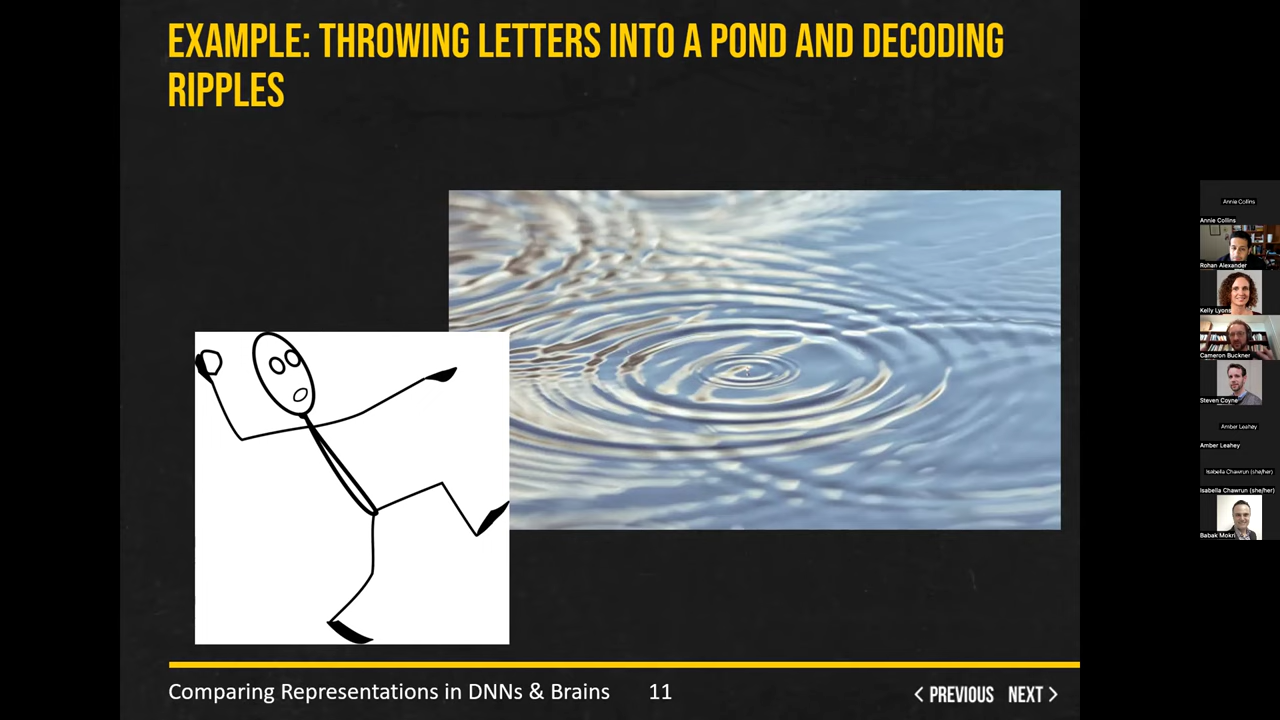 EXAMPLE: THROWING LETTERS INTO A POND AND DECODING
RIPPLES
Annie Collins
Annie Collins
Rohan Alexander
Kelly Lyons
Cameron Buckner
Steven Coyne
Amber Leahey
Amber Leahey
Isabella Chawrun (she/her)
Isabella Chawrun (she/her)
Babak Mokri
Comparing Representations in DNNs & Brains 11
< PREVIOUS NEXT >